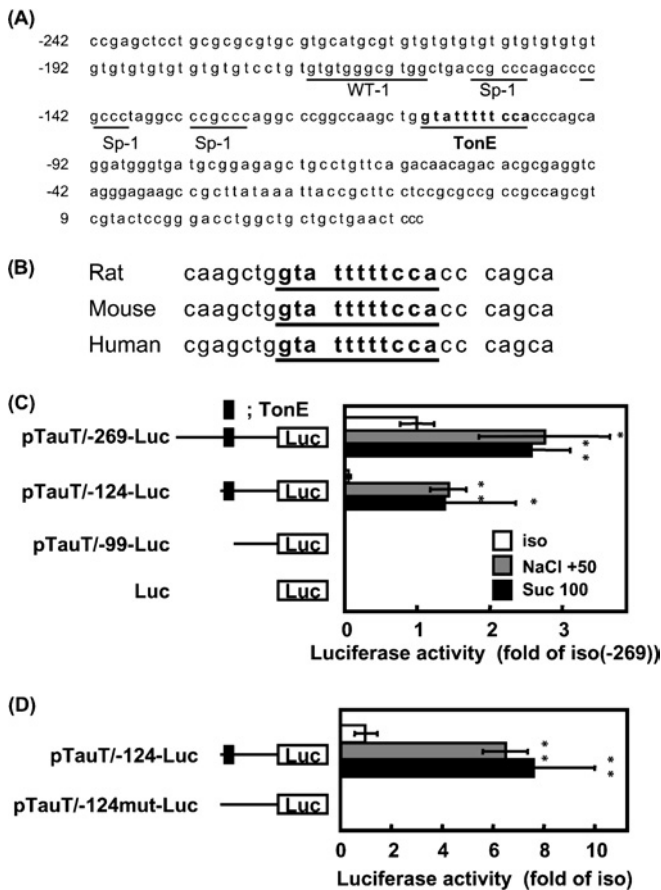 (A)
-242 ccgagctcct gcgcgcgtgc gtgcatgcgt gtgtgtgtgt gtgtgtgtgt
-192 gtgtgtgtgt gtgtgtcctg tgtgtgggcg tggctgaccg cccagacccc
WT-1 Sp-1
-142 gccctaggcc ccgcccaggc ccggccaagc tggtattttt ccacccagca
Sp-1 Sp-1 TonE
-92 ggatgggtga tgcggagagc tgcctgttca gacaacagac acgcgaggtc
-42 agggagaagc cgcttataaa ttaccgcttc ctccgcgccg ccgccagcgt
9 cgtactccgg gacctggctg ctgctgaact ccc
(B)
Rat caagctggta tttttccacc cagca
Mouse caagctggta tttttccacc cagca
Human cgagctggta tttttccacc cagca
(C)
; TonE
pTauT/-269-Luc Luc * * *
pTauT/-124-Luc Luc * * *
pTauT/-99-Luc Luc
Luc Luc
iso
NaCl +50
Suc 100
0 1 2 3
Luciferase activity (fold of iso(-269))
(D)
pTauT/-124-Luc Luc * * * *
pTauT/-124mut-Luc Luc
0 2 4 6 8 10
Luciferase activity (fold of iso)